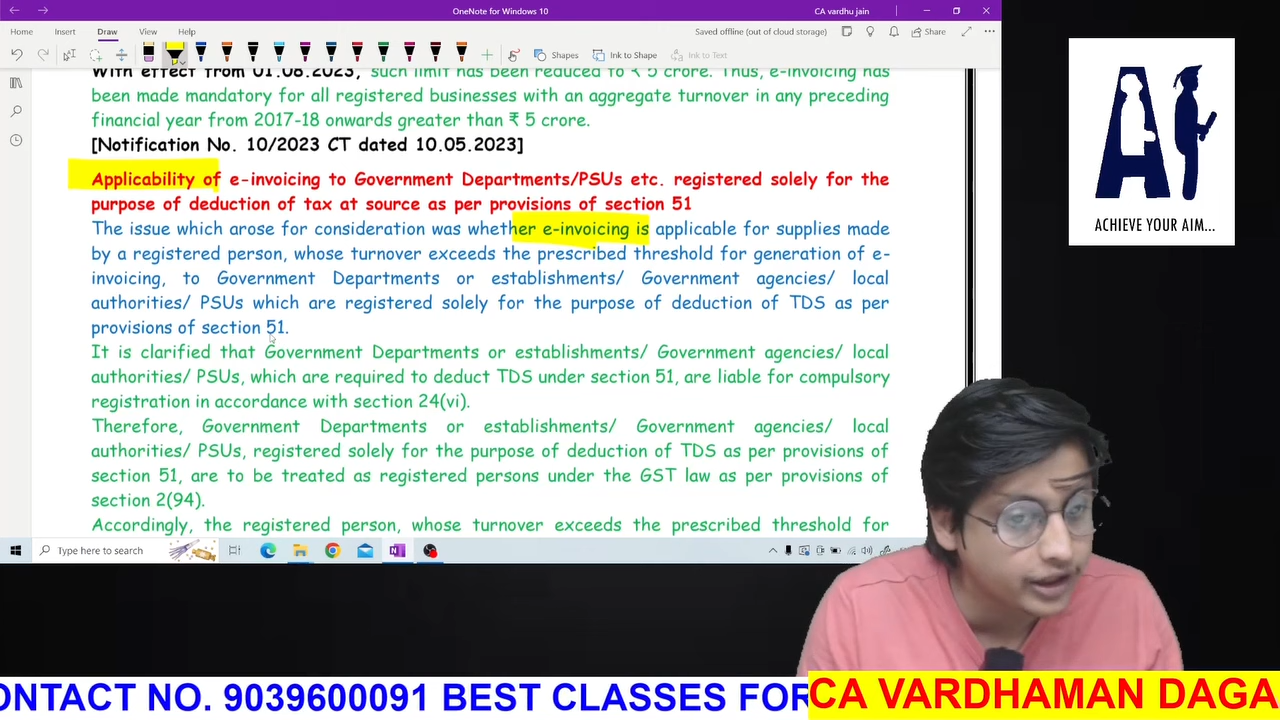 OneNote for Windows 10
CA vardhu jain
Home Insert Draw View Help
Saved offline (out of cloud storage)
Share
Shapes Ink to Shape Ink to Text
With effect from 01.08.2023, such limit has been reduced to ₹ 5 crore. Thus, e-invoicing has
been made mandatory for all registered businesses with an aggregate turnover in any preceding
financial year from 2017-18 onwards greater than ₹ 5 crore.
[Notification No. 10/2023 CT dated 10.05.2023]
Applicability of e-invoicing to Government Departments/PSUs etc. registered solely for the
purpose of deduction of tax at source as per provisions of section 51
The issue which arose for consideration was whether e-invoicing is applicable for supplies made
by a registered person, whose turnover exceeds the prescribed threshold for generation of e-
invoicing, to Government Departments or establishments/ Government agencies/ local
authorities/ PSUs which are registered solely for the purpose of deduction of TDS as per
provisions of section 51.
It is clarified that Government Departments or establishments/ Government agencies/ local
authorities/ PSUs, which are required to deduct TDS under section 51, are liable for compulsory
registration in accordance with section 24(vi).
Therefore, Government Departments or establishments/ Government agencies/ local
authorities/ PSUs, registered solely for the purpose of deduction of TDS as per provisions of
section 51, are to be treated as registered persons under the GST law as per provisions of
section 2(94).
Accordingly, the registered person, whose turnover exceeds the prescribed threshold for
Type here to search
A
ACHIEVE YOUR AIM...
ONTACT NO. 9039600091 BEST CLASSES FOR
CA VARDHAMAN DAGA